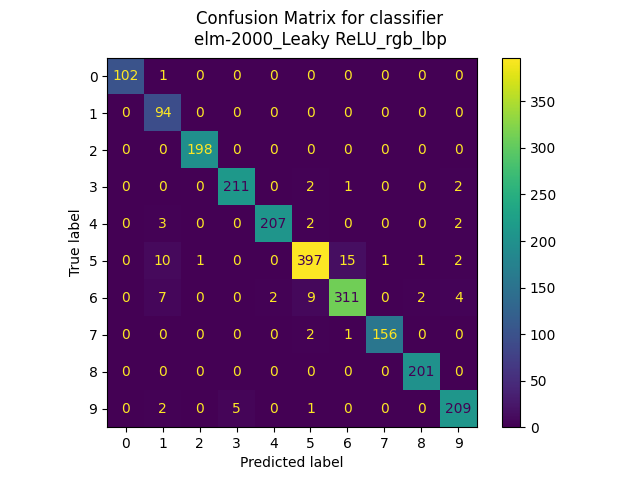 Confusion Matrix for classifier
elm-2000_Leaky ReLU_rgb_lbp
0 102 1 0 0 0 0 0 0 0 0
1 0 94 0 0 0 0 0 0 0 0
2 0 0 198 0 0 0 0 0 0 0
3 0 0 0 211 0 2 1 0 0 2
4 0 3 0 0 207 2 0 0 0 2
5 0 10 1 0 0 397 15 1 1 2
6 0 7 0 0 2 9 311 0 2 4
7 0 0 0 0 0 2 1 156 0 0
8 0 0 0 0 0 0 0 0 201 0
9 0 2 0 5 0 1 0 0 0 209
0 1 2 3 4 5 6 7 8 9
True label
Predicted label
350
300
250
200
150
100
50
0